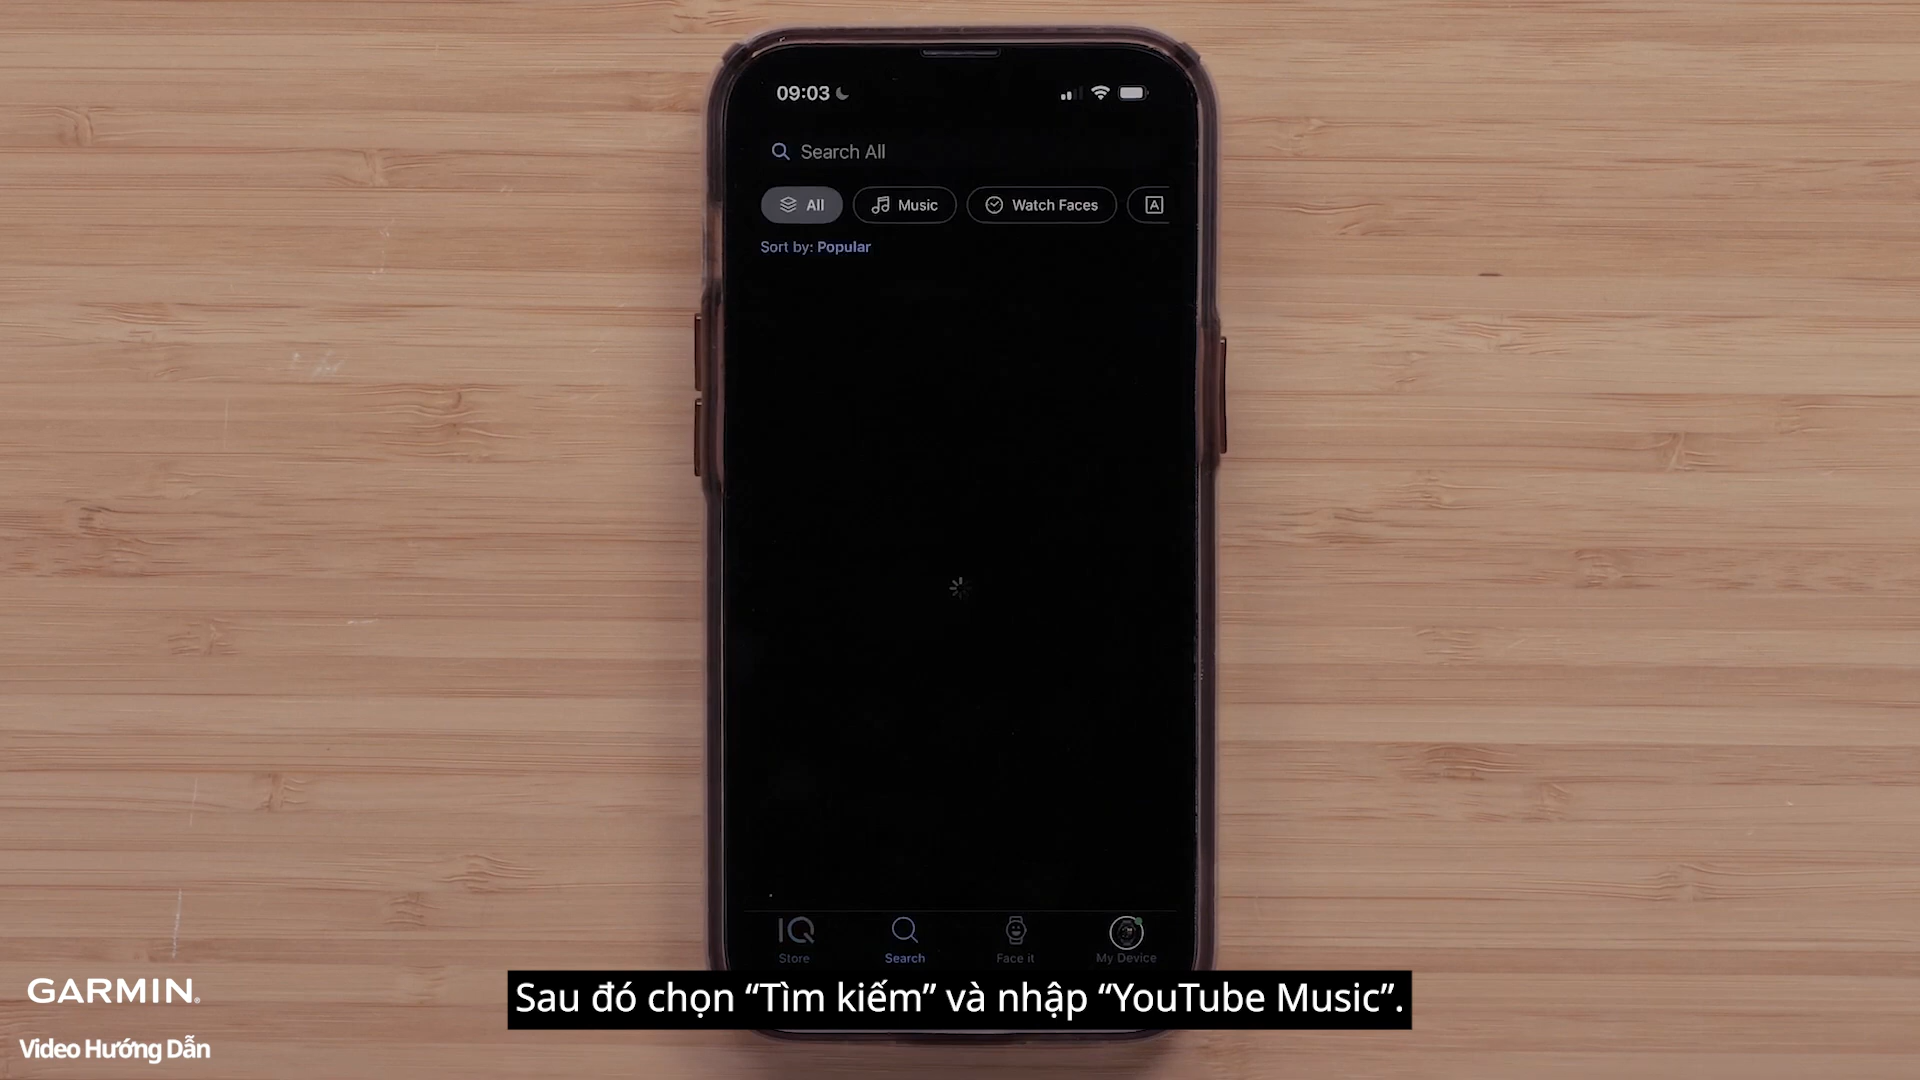 09:03
Search All
All
Music
Watch Faces
A
Sort by: Popular
IQ
Store
Search
Face it
My Device
Sau đó chọn “Tìm kiếm” và nhập “YouTube Music”.
GARMIN®
Video Hướng Dẫn